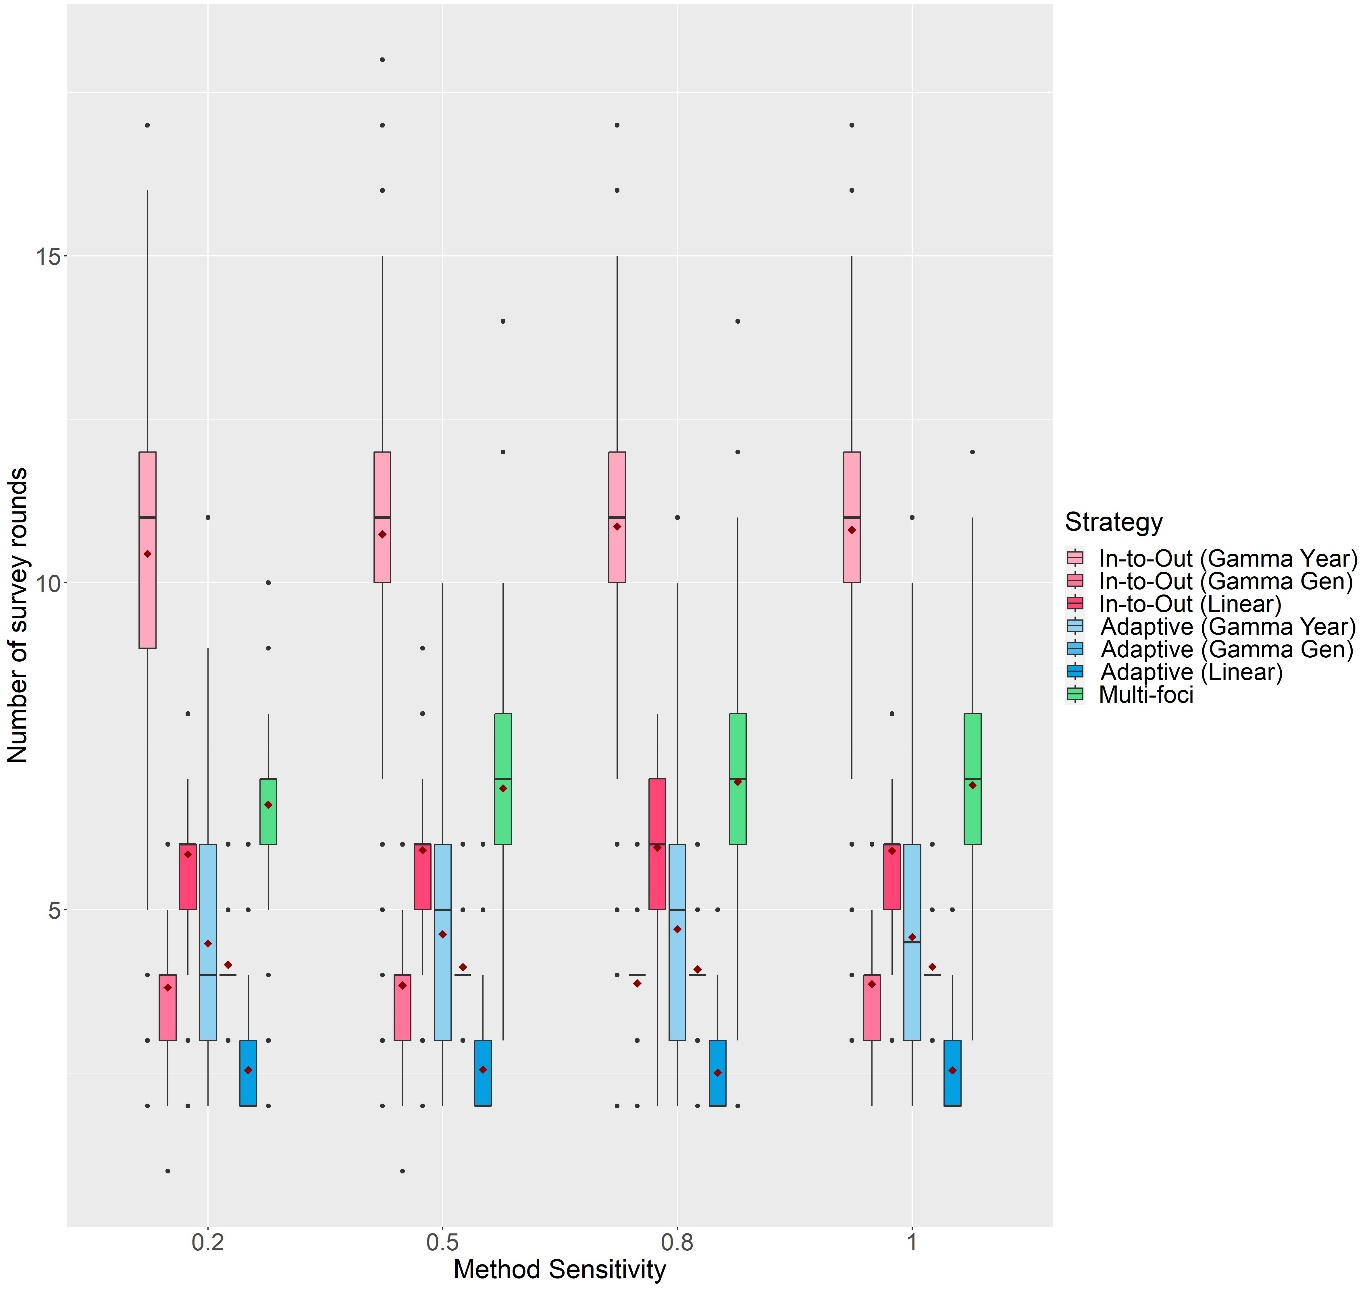 Number of survey rounds
15
10
5
0.2
0.5
0.8
1
Method Sensitivity
Strategy
In-to-Out (Gamma Year)
In-to-Out (Gamma Gen)
In-to-Out (Linear)
Adaptive (Gamma Year)
Adaptive (Gamma Gen)
Adaptive (Linear)
Multi-foci